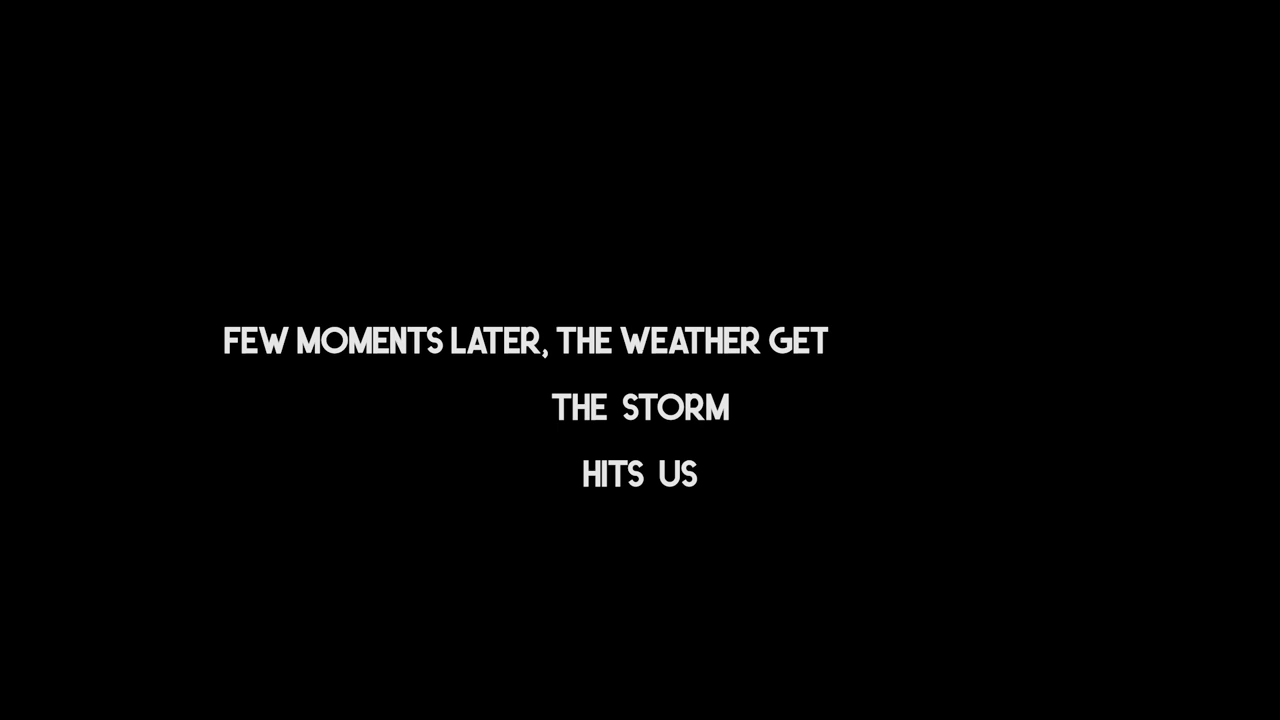 FEW MOMENTS LATER, THE WEATHER GET
THE STORM
HITS US